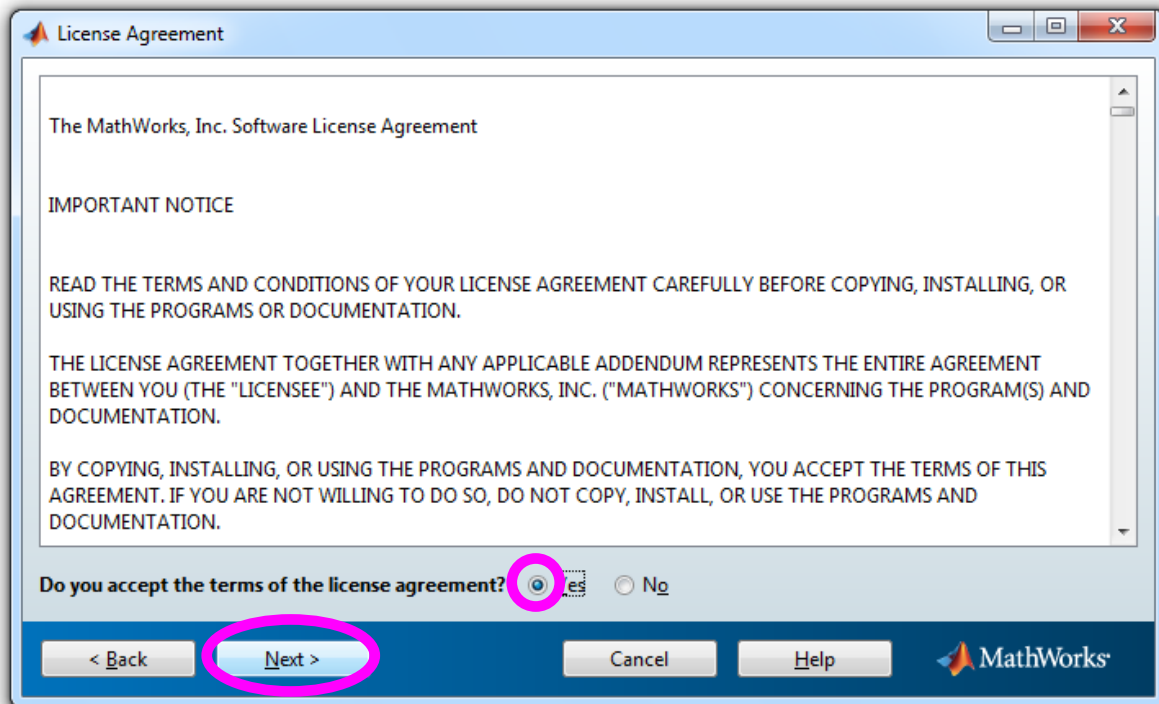 License Agreement
The MathWorks, Inc. Software License Agreement
IMPORTANT NOTICE
READ THE TERMS AND CONDITIONS OF YOUR LICENSE AGREEMENT CAREFULLY BEFORE COPYING, INSTALLING, OR
USING THE PROGRAMS OR DOCUMENTATION.
THE LICENSE AGREEMENT TOGETHER WITH ANY APPLICABLE ADDENDUM REPRESENTS THE ENTIRE AGREEMENT
BETWEEN YOU (THE "LICENSEE") AND THE MATHWORKS, INC. ("MATHWORKS") CONCERNING THE PROGRAM(S) AND
DOCUMENTATION.
BY COPYING, INSTALLING, OR USING THE PROGRAMS AND DOCUMENTATION, YOU ACCEPT THE TERMS OF THIS
AGREEMENT. IF YOU ARE NOT WILLING TO DO SO, DO NOT COPY, INSTALL, OR USE THE PROGRAMS AND
DOCUMENTATION.
Do you accept the terms of the license agreement? Yes No
< Back Next > Cancel Help MathWorks